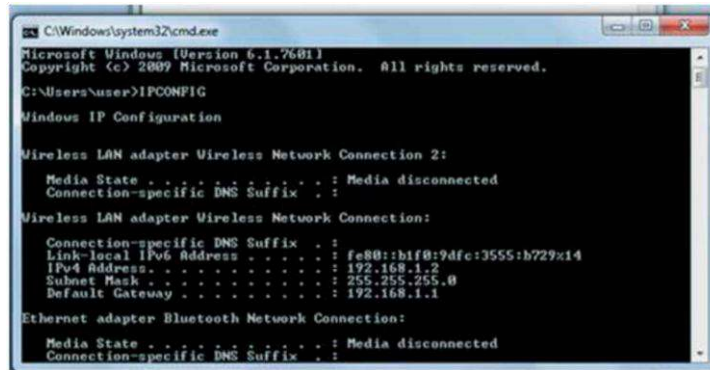 C:\Windows\system32\cmd.exe
Microsoft Windows [Version 6.1.7601]
Copyright (c) 2009 Microsoft Corporation.  All rights reserved.
C:\Users\user>IPCONFIG
Windows IP Configuration
Wireless LAN adapter Wireless Network Connection 2:
Media State . . . . . . . . . . . : Media disconnected
Connection-specific DNS Suffix  . :
Wireless LAN adapter Wireless Network Connection:
Connection-specific DNS Suffix  . :
Link-local IPv6 Address . . . . . : fe80::b1f0:9dfc:3555:b729%14
IPv4 Address. . . . . . . . . . . : 192.168.1.2
Subnet Mask . . . . . . . . . . . : 255.255.255.0
Default Gateway . . . . . . . . . : 192.168.1.1
Ethernet adapter Bluetooth Network Connection:
Media State . . . . . . . . . . . : Media disconnected
Connection-specific DNS Suffix  . :